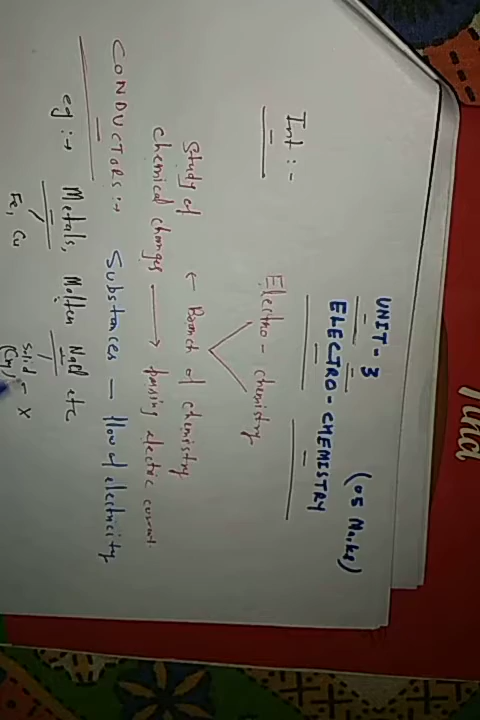 UNIT - 3
ELECTRO-CHEMISTRY (05 Marks)
Int :-
Electro - chemistry
← Branch of chemistry
Study of
chemical changes → passing electric current.
CONDUCTORS :→ Substances - flow of electricity
eg :→ Metals, Molten NaCl etc
Fe, Cu
solid - X